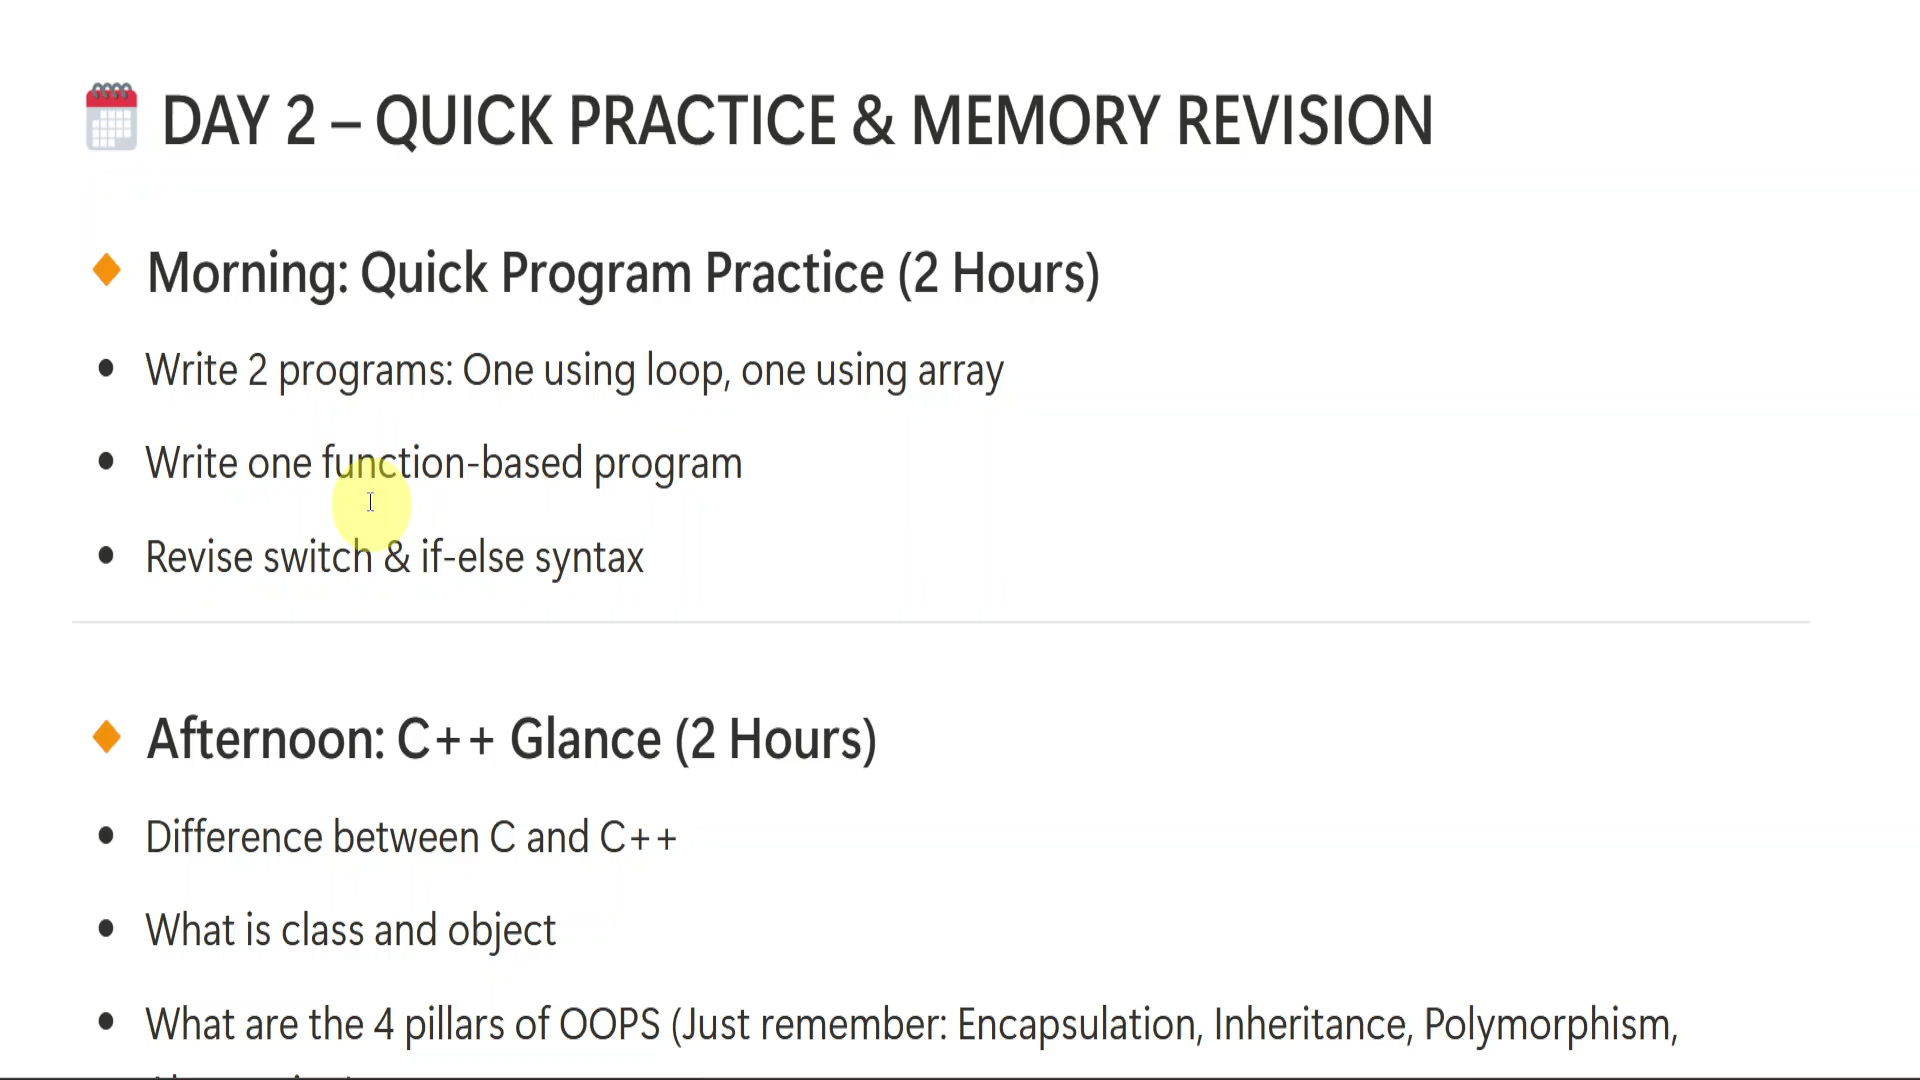 DAY 2 – QUICK PRACTICE & MEMORY REVISION
Morning: Quick Program Practice (2 Hours)
• Write 2 programs: One using loop, one using array
• Write one function-based program
• Revise switch & if-else syntax
Afternoon: C++ Glance (2 Hours)
• Difference between C and C++
• What is class and object
• What are the 4 pillars of OOPS (Just remember: Encapsulation, Inheritance, Polymorphism,